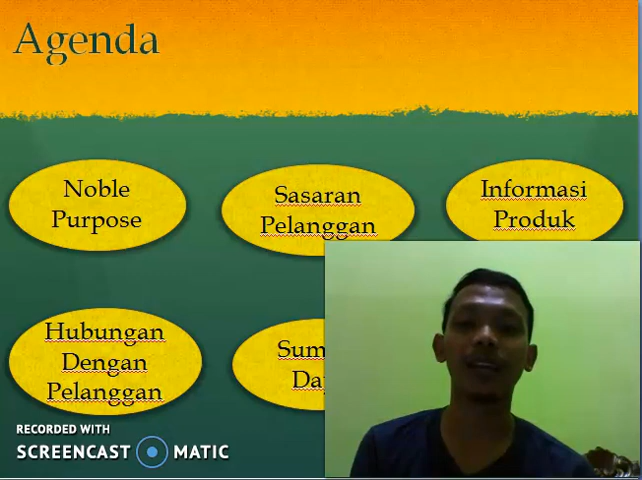 Agenda
Noble
Purpose
Sasaran
Pelanggan
Informasi
Produk
Hubungan
Dengan
Pelanggan
RECORDED WITH
SCREENCAST MATIC